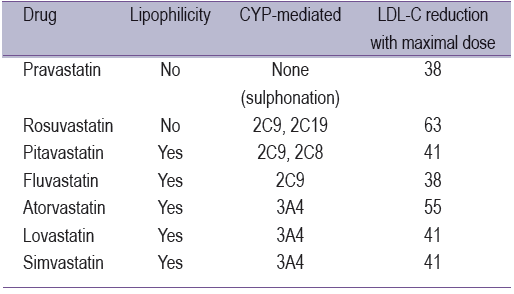 Drug Lipophilicity CYP-mediated LDL-C reduction
with maximal dose
Pravastatin No None 38
(sulphonation)
Rosuvastatin No 2C9, 2C19 63
Pitavastatin Yes 2C9, 2C8 41
Fluvastatin Yes 2C9 38
Atorvastatin Yes 3A4 55
Lovastatin Yes 3A4 41
Simvastatin Yes 3A4 41